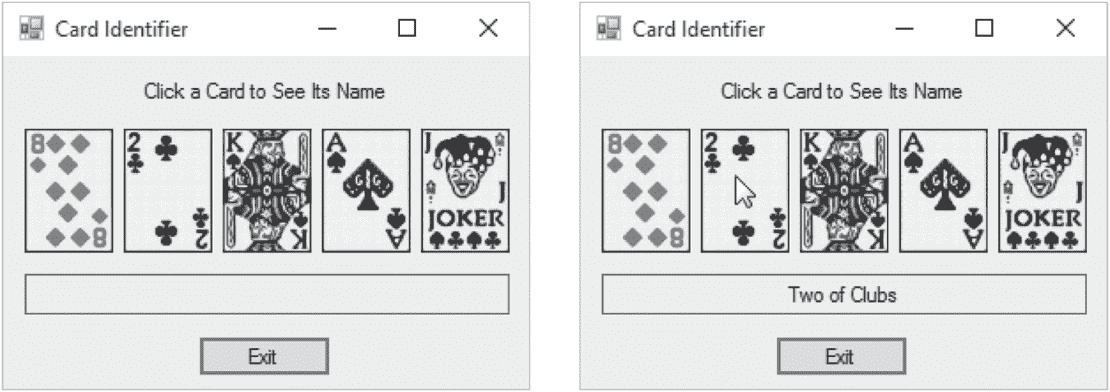 Card Identifier
Click a Card to See Its Name
8 2 K A J
JOKER
8 2 K A J
Exit
Card Identifier
Click a Card to See Its Name
8 2 K A J
JOKER
8 2 K A J
Two of Clubs
Exit